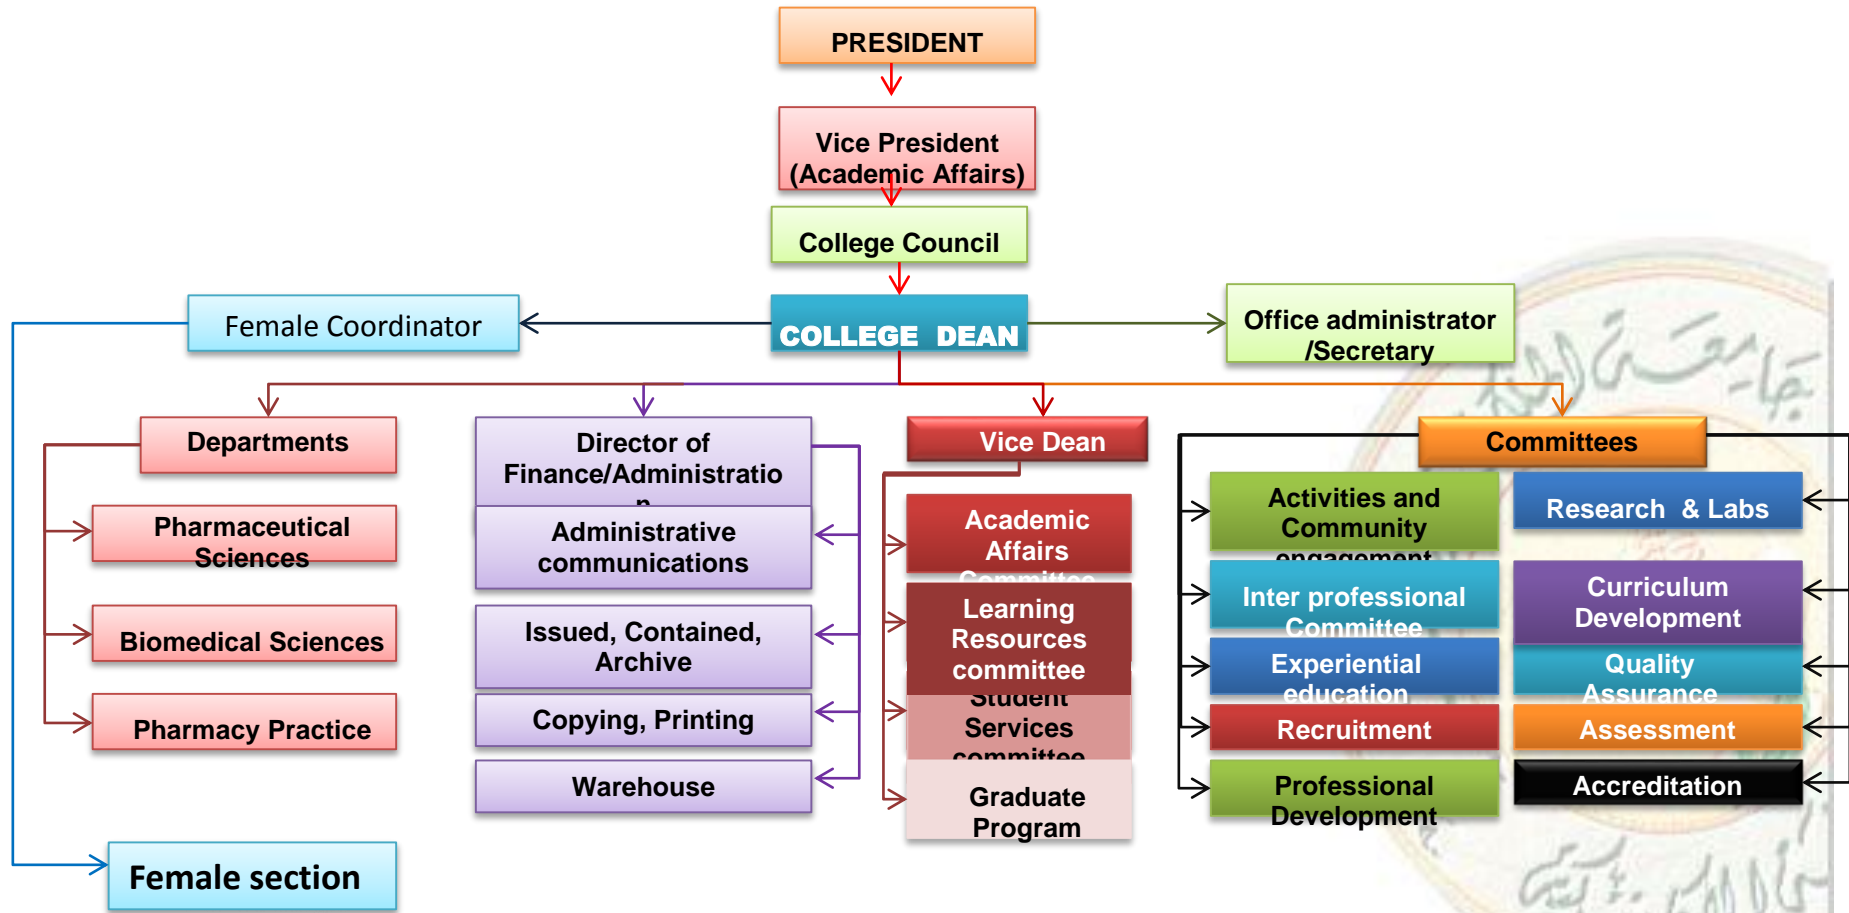 PRESIDENT
Vice President
(Academic Affairs)
College Council
Female Coordinator
COLLEGE DEAN
Office administrator
/Secretary
Departments
Pharmaceutical
Sciences
Biomedical Sciences
Pharmacy Practice
Female section
Director of
Finance/Administratio
n
Administrative
communications
Issued, Contained,
Archive
Copying, Printing
Warehouse
Vice Dean
Academic
Affairs
Committee
Learning
Resources
committee
Student
Services
committee
Graduate
Program
Committees
Activities and
Community
engagement
Inter professional
Committee
Experiential
education
Recruitment
Professional
Development
Research & Labs
Curriculum
Development
Quality
Assurance
Assessment
Accreditation